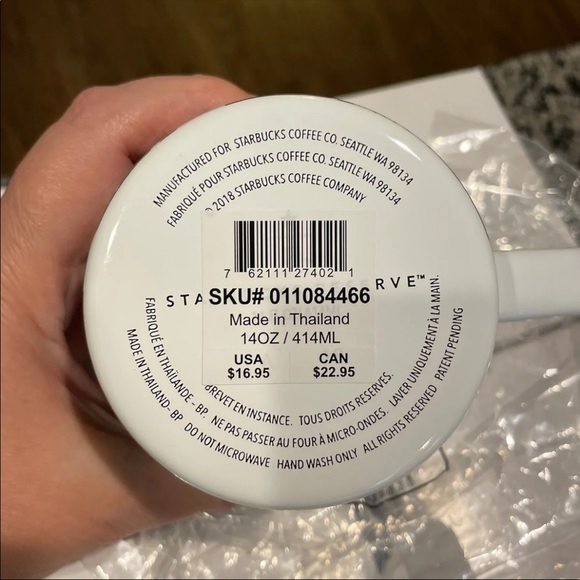 MANUFACTURED FOR STARBUCKS COFFEE CO. SEATTLE WA 98134
FABRIQUÉ POUR STARBUCKS COFFEE CO. SEATTLE WA 98134
© 2018 STARBUCKS COFFEE COMPANY
7 62111 27402 1
STA RVE™
SKU# 011084466
Made in Thailand
14OZ / 414ML
USA CAN
$16.95 $22.95
FABRIQUÉ EN THAÏLANDE - BP. NE PAS PASSER AU FOUR À MICRO-ONDES. LAVER UNIQUEMENT À LA MAIN.
BREVET EN INSTANCE. TOUS DROITS RESERVÉS.
MADE IN THAILAND- BP DO NOT MICROWAVE HAND WASH ONLY ALL RIGHTS RESERVED PATENT PENDING